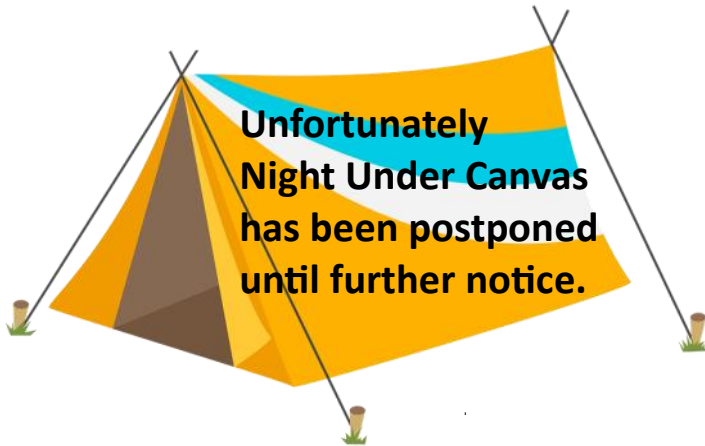 Unfortunately
Night Under Canvas
has been postponed
until further notice.